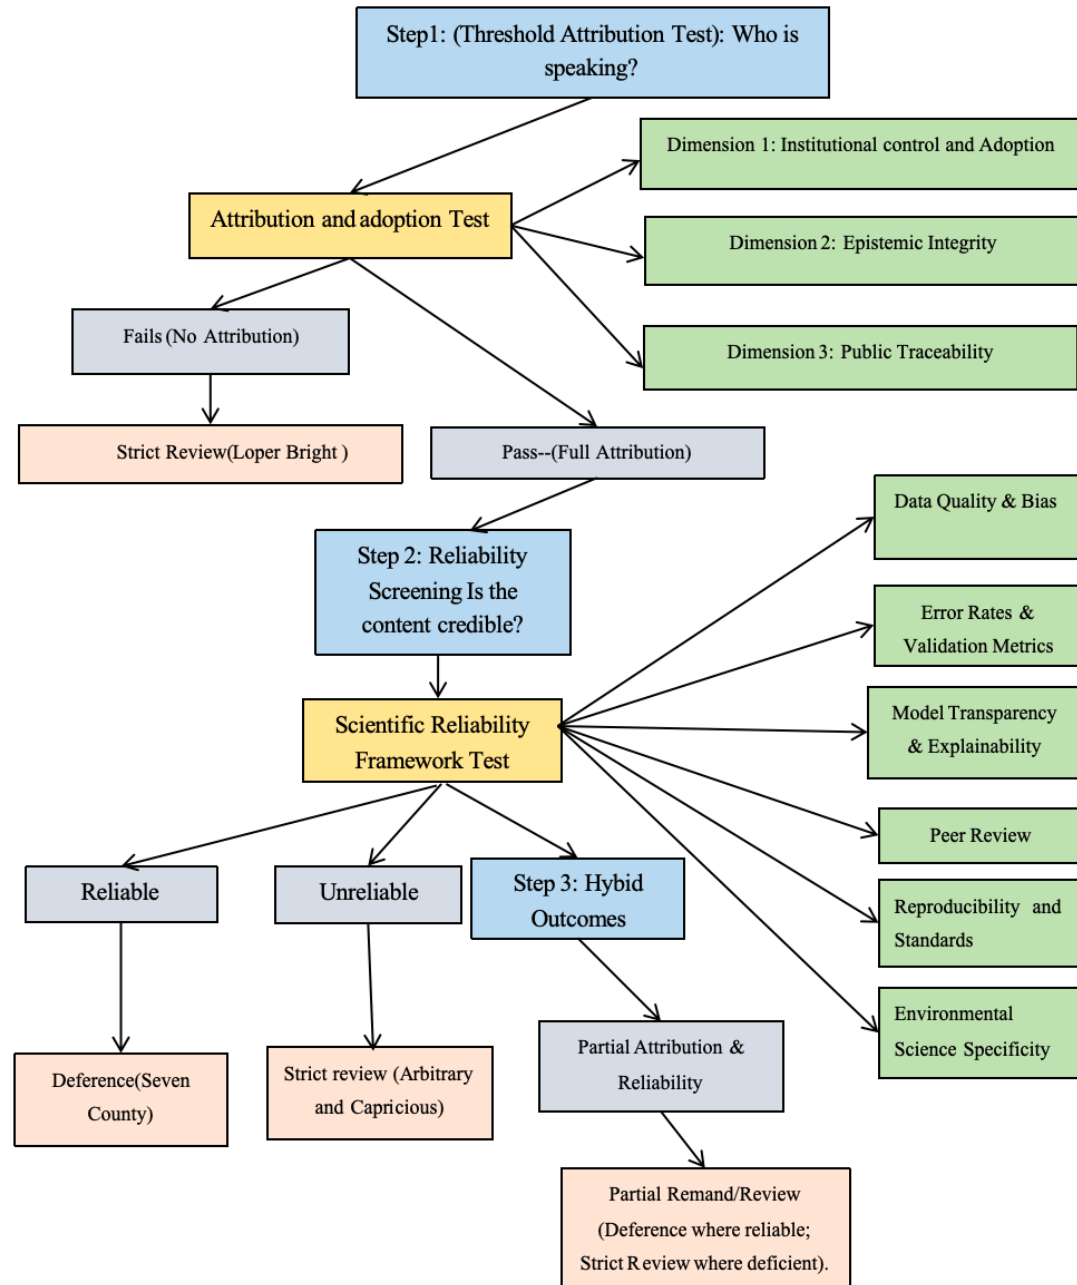 Step1: (Threshold Attribution Test): Who is
speaking?
Dimension 1: Institutional control and Adoption
Attribution and adoption Test
Dimension 2: Epistemic Integrity
Fails (No Attribution)
Dimension 3: Public Traceability
Strict Review(Loper Bright )
Pass--(Full Attribution)
Data Quality & Bias
Step 2: Reliability
Screening Is the
content credible?
Error Rates &
Validation Metrics
Scientific Reliability
Framework Test
Model Transparency
& Explainability
Peer Review
Reliable
Unreliable
Step 3: Hybid
Outcomes
Reproducibility and
Standards
Environmental
Science Specificity
Partial Attribution &
Reliability
Deference(Seven
County)
Strict review (Arbitrary
and Capricious)
Partial Remand/Review
(Deference where reliable;
Strict Review where deficient).